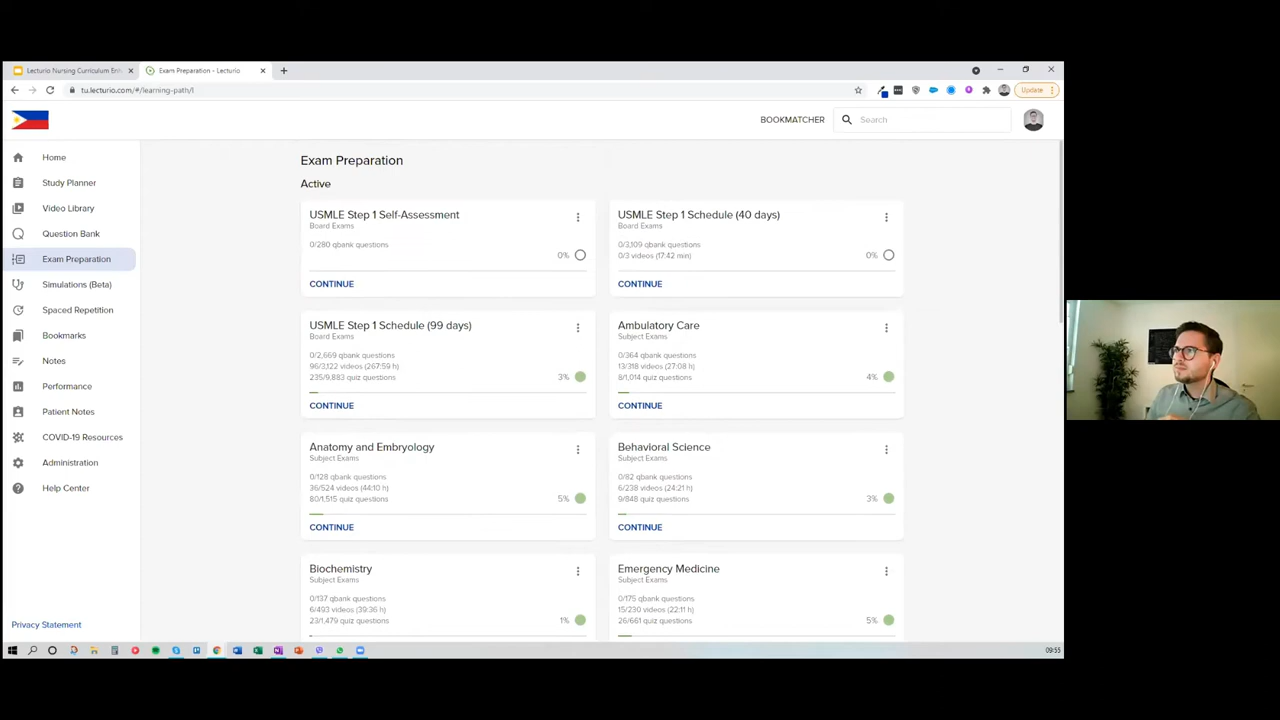 Lecturio Nursing Curriculum Enh
Exam Preparation - Lecturio
tu.lecturio.com/#/learning-path/l
Update
BOOKMATCHER
Search
Home
Study Planner
Video Library
Question Bank
Exam Preparation
Simulations (Beta)
Spaced Repetition
Bookmarks
Notes
Performance
Patient Notes
COVID-19 Resources
Administration
Help Center
Privacy Statement
Exam Preparation
Active
USMLE Step 1 Self-Assessment
Board Exams
0/280 qbank questions
0%
CONTINUE
USMLE Step 1 Schedule (40 days)
Board Exams
0/3,109 qbank questions
0/3 videos (17:42 min)
0%
CONTINUE
USMLE Step 1 Schedule (99 days)
Board Exams
0/2,669 qbank questions
96/3,122 videos (267:59 h)
235/9,883 quiz questions
3%
CONTINUE
Ambulatory Care
Subject Exams
0/364 qbank questions
13/318 videos (27:08 h)
8/1,014 quiz questions
4%
CONTINUE
Anatomy and Embryology
Subject Exams
0/128 qbank questions
36/524 videos (44:10 h)
80/1,515 quiz questions
5%
CONTINUE
Behavioral Science
Subject Exams
0/82 qbank questions
6/238 videos (24:21 h)
9/848 quiz questions
3%
CONTINUE
Biochemistry
Subject Exams
0/137 qbank questions
6/493 videos (39:36 h)
23/1,479 quiz questions
1%
Emergency Medicine
Subject Exams
0/175 qbank questions
15/230 videos (22:11 h)
26/661 quiz questions
5%
09:55